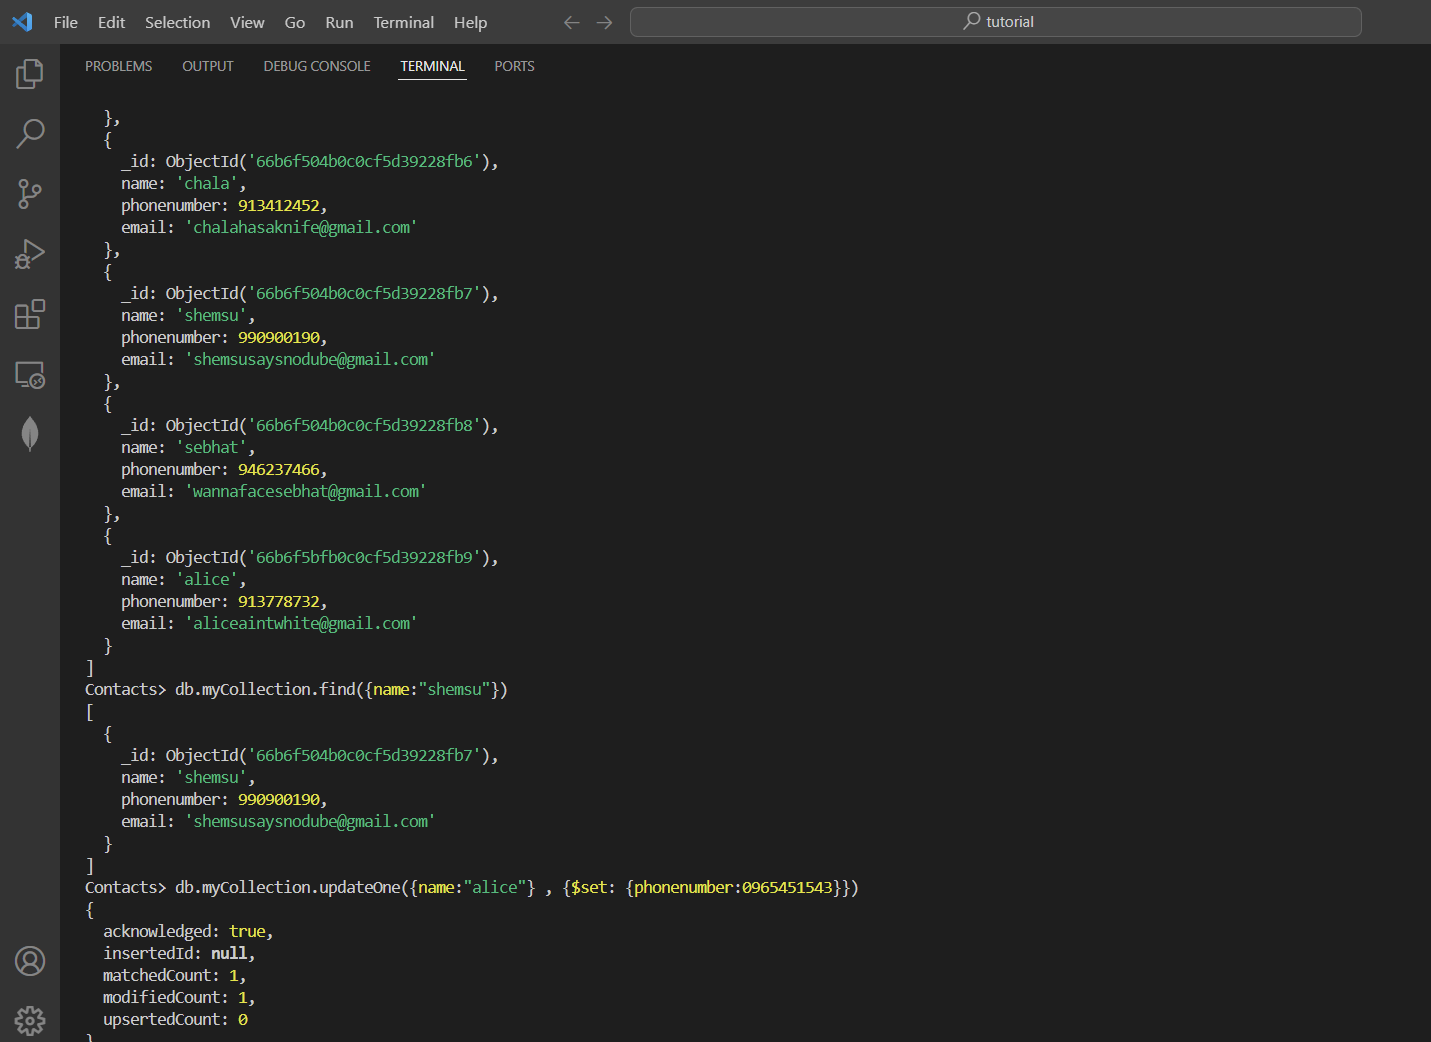 File Edit Selection View Go Run Terminal Help tutorial
PROBLEMS OUTPUT DEBUG CONSOLE TERMINAL PORTS
},
{
_id: ObjectId('66b6f504b0c0cf5d39228fb6'),
name: 'chala',
phonenumber: 913412452,
email: 'chalahasaknife@gmail.com'
},
{
_id: ObjectId('66b6f504b0c0cf5d39228fb7'),
name: 'shemsu',
phonenumber: 990900190,
email: 'shemsusaysnodube@gmail.com'
},
{
_id: ObjectId('66b6f504b0c0cf5d39228fb8'),
name: 'sebhat',
phonenumber: 946237466,
email: 'wannafacesebhat@gmail.com'
},
{
_id: ObjectId('66b6f5bfb0c0cf5d39228fb9'),
name: 'alice',
phonenumber: 913778732,
email: 'aliceaintwhite@gmail.com'
}
]
Contacts> db.myCollection.find({name:"shemsu"})
[
{
_id: ObjectId('66b6f504b0c0cf5d39228fb7'),
name: 'shemsu',
phonenumber: 990900190,
email: 'shemsusaysnodube@gmail.com'
}
]
Contacts> db.myCollection.updateOne({name:"alice"} , {$set: {phonenumber:0965451543}})
{
acknowledged: true,
insertedId: null,
matchedCount: 1,
modifiedCount: 1,
upsertedCount: 0
}